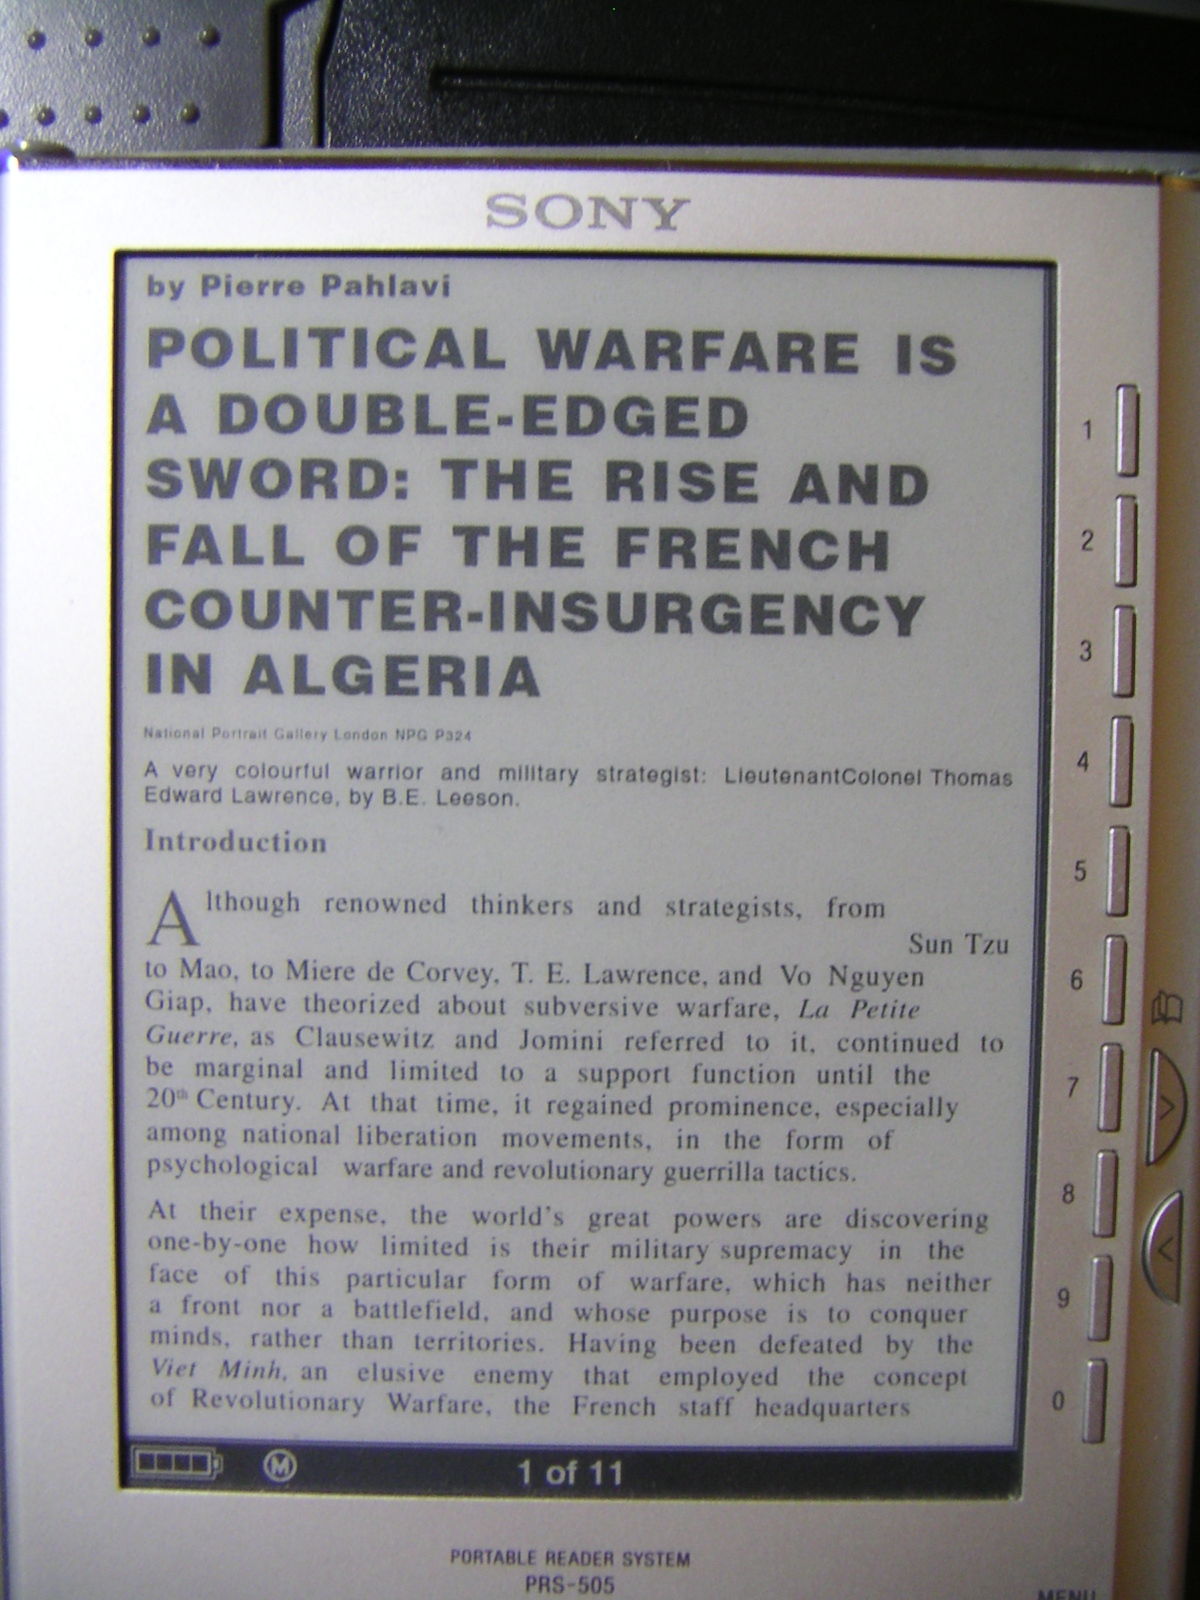 SONY
by Pierre Pahlavi
POLITICAL WARFARE IS
A DOUBLE-EDGED
SWORD: THE RISE AND
FALL OF THE FRENCH
COUNTER-INSURGENCY
IN ALGERIA
National Portrait Gallery London NPG P324
A very colourful warrior and military strategist: LieutenantColonel Thomas
Edward Lawrence, by B.E. Leeson.
Introduction
Although renowned thinkers and strategists, from
Sun Tzu
to Mao, to Miere de Corvey, T. E. Lawrence, and Vo Nguyen
Giap, have theorized about subversive warfare, La Petite
Guerre, as Clausewitz and Jomini referred to it, continued to
be marginal and limited to a support function until the
20th Century. At that time, it regained prominence, especially
among national liberation movements, in the form of
psychological warfare and revolutionary guerrilla tactics.
At their expense, the world's great powers are discovering
one-by-one how limited is their military supremacy in the
face of this particular form of warfare, which has neither
a front nor a battlefield, and whose purpose is to conquer
minds, rather than territories. Having been defeated by the
Viet Minh, an elusive enemy that employed the concept
of Revolutionary Warfare, the French staff headquarters
M
1 of 11
1
2
3
4
5
6
7
8
9
0
>
<
PORTABLE READER SYSTEM
PRS-505
MENU